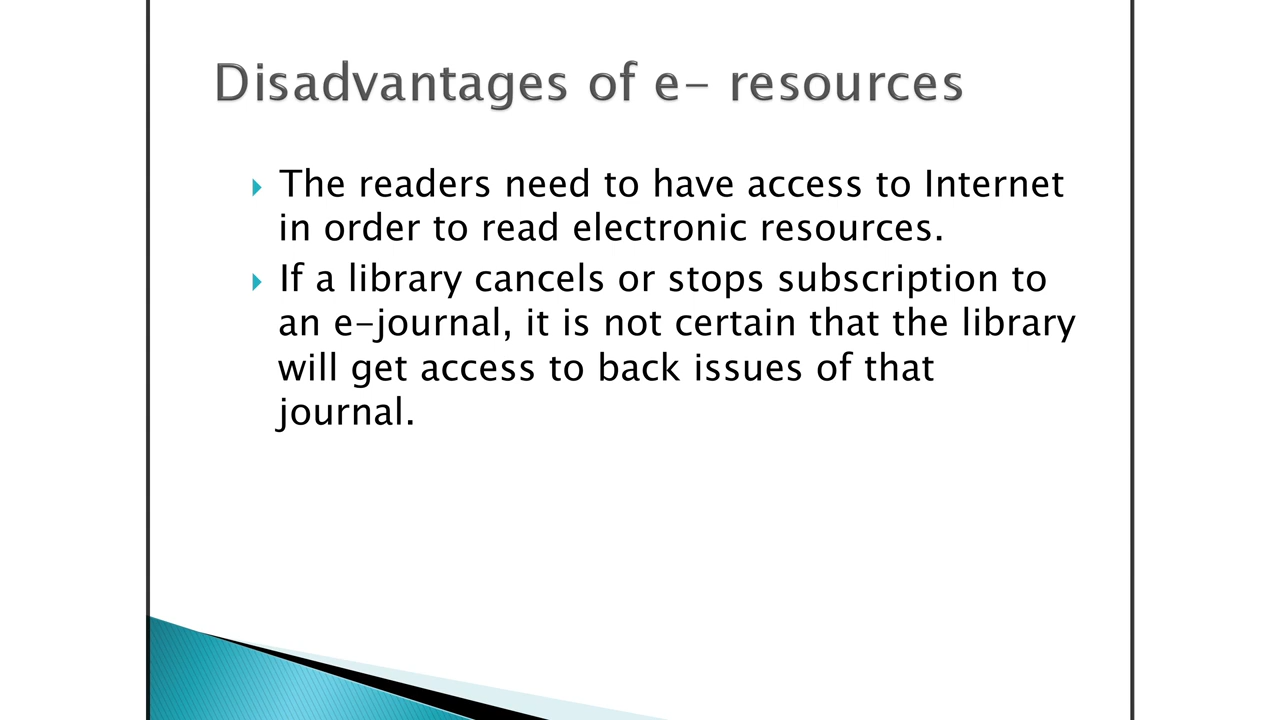 Disadvantages of e- resources
The readers need to have access to Internet
in order to read electronic resources.
If a library cancels or stops subscription to
an e-journal, it is not certain that the library
will get access to back issues of that
journal.